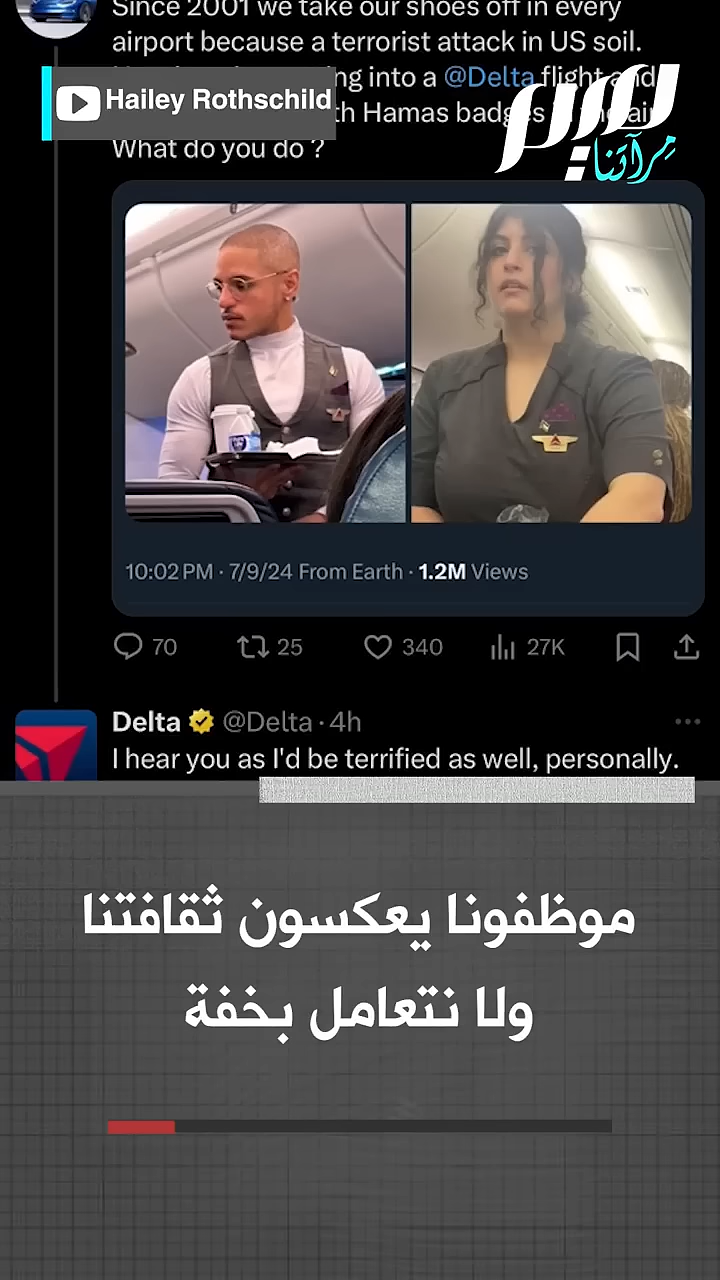 Since 2001 we take our shoes off in every
airport because a terrorist attack in US soil.
ing into a @Delta flight and
Hailey Rothschild
th Hamas badges
What do you do ?
مرآتنا
10:02 PM · 7/9/24 From Earth · 1.2M Views
70 25 340 27K
Delta @Delta · 4h
I hear you as I'd be terrified as well, personally.
موظفونا يعكسون ثقافتنا
ولا نتعامل بخفة